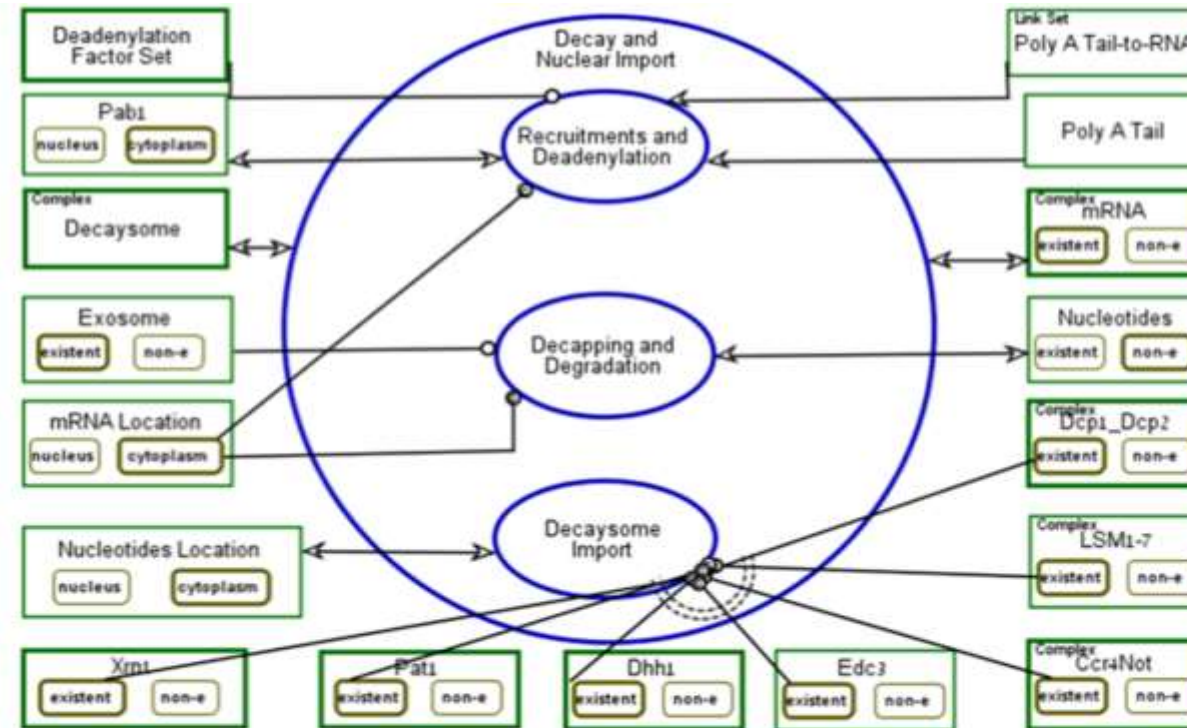 Deadenylation
Factor Set
Decay and
Nuclear Import
Link Set
Poly A Tail-to-RNA
Pab1
nucleus cytoplasm
Recruitments and
Deadenylation
Poly A Tail
Complex
Decaysome
Complex
mRNA
existent non-e
Exosome
existent non-e
Decapping and
Degradation
Nucleotides
existent non-e
mRNA Location
nucleus cytoplasm
Complex
Dcp1_Dcp2
existent non-e
Nucleotides Location
nucleus cytoplasm
Decaysome
Import
Complex
LSM1-7
existent non-e
Xrn1
existent non-e
Pat1
existent non-e
Dhh1
existent non-e
Edc3
existent non-e
Complex
Ccr4Not
existent non-e